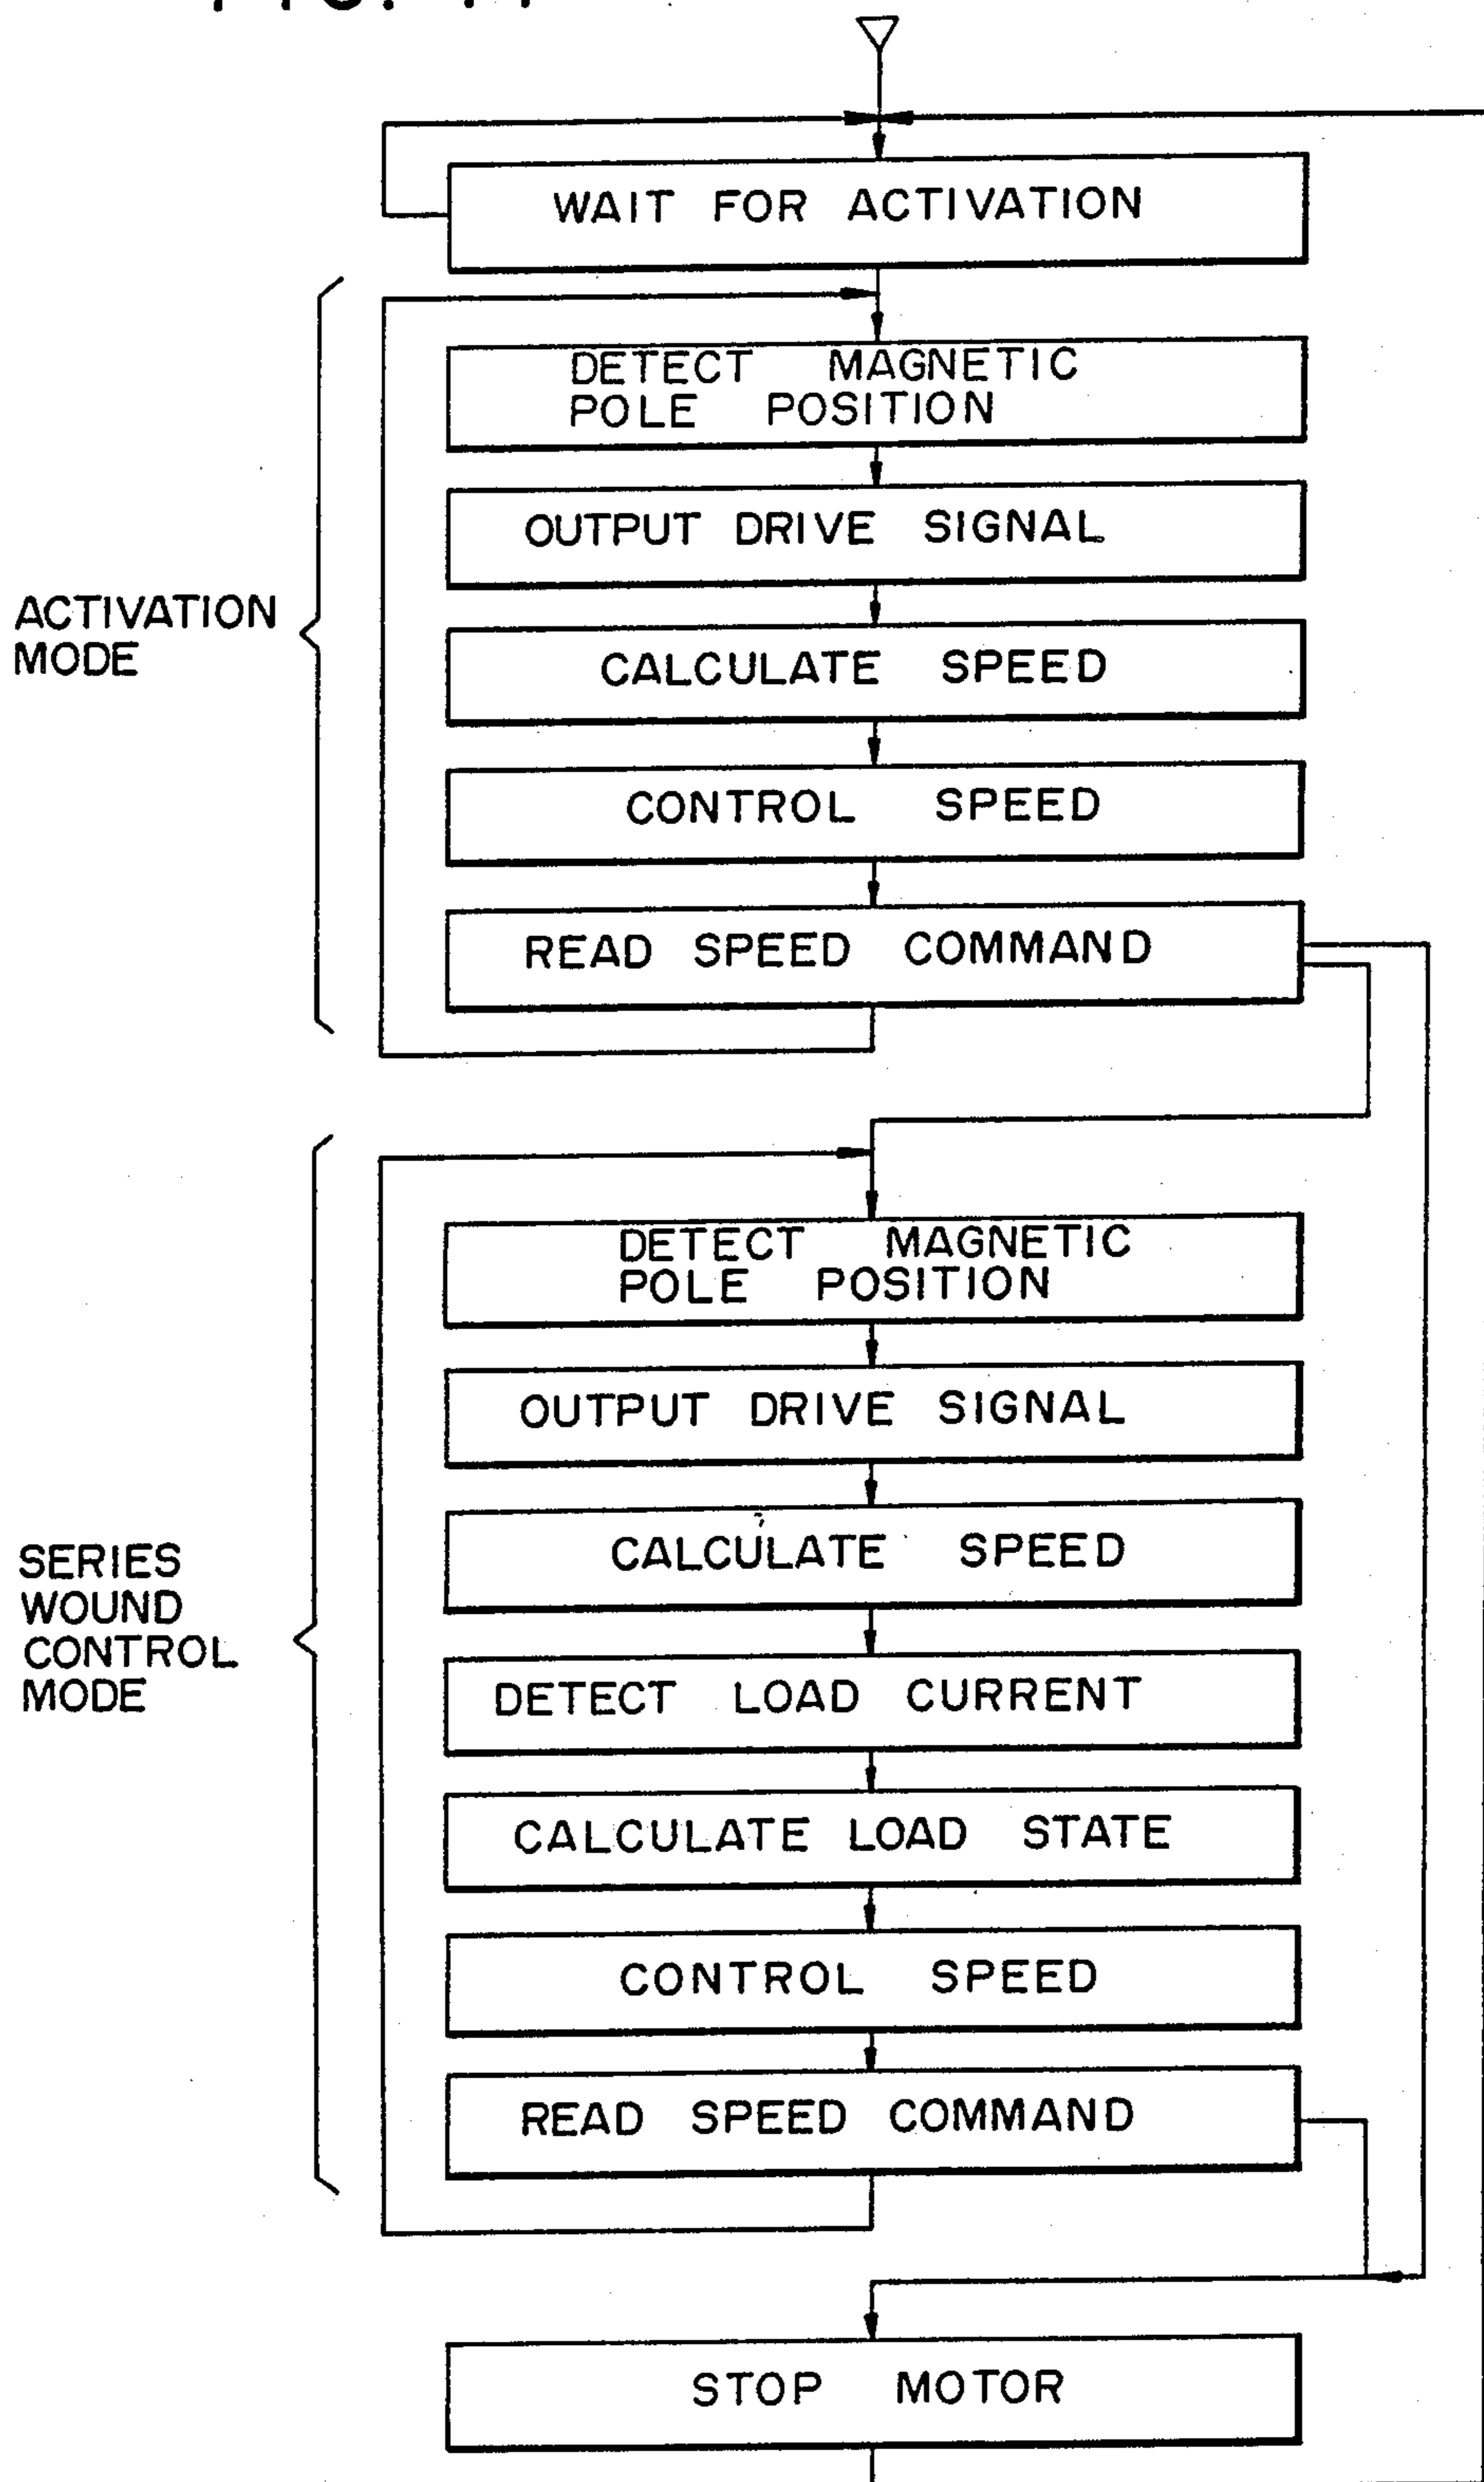 WAIT FOR ACTIVATION
ACTIVATION
MODE
DETECT MAGNETIC
POLE POSITION
OUTPUT DRIVE SIGNAL
CALCULATE SPEED
CONTROL SPEED
READ SPEED COMMAND
SERIES
WOUND
CONTROL
MODE
DETECT MAGNETIC
POLE POSITION
OUTPUT DRIVE SIGNAL
CALCULATE SPEED
DETECT LOAD CURRENT
CALCULATE LOAD STATE
CONTROL SPEED
READ SPEED COMMAND
STOP MOTOR